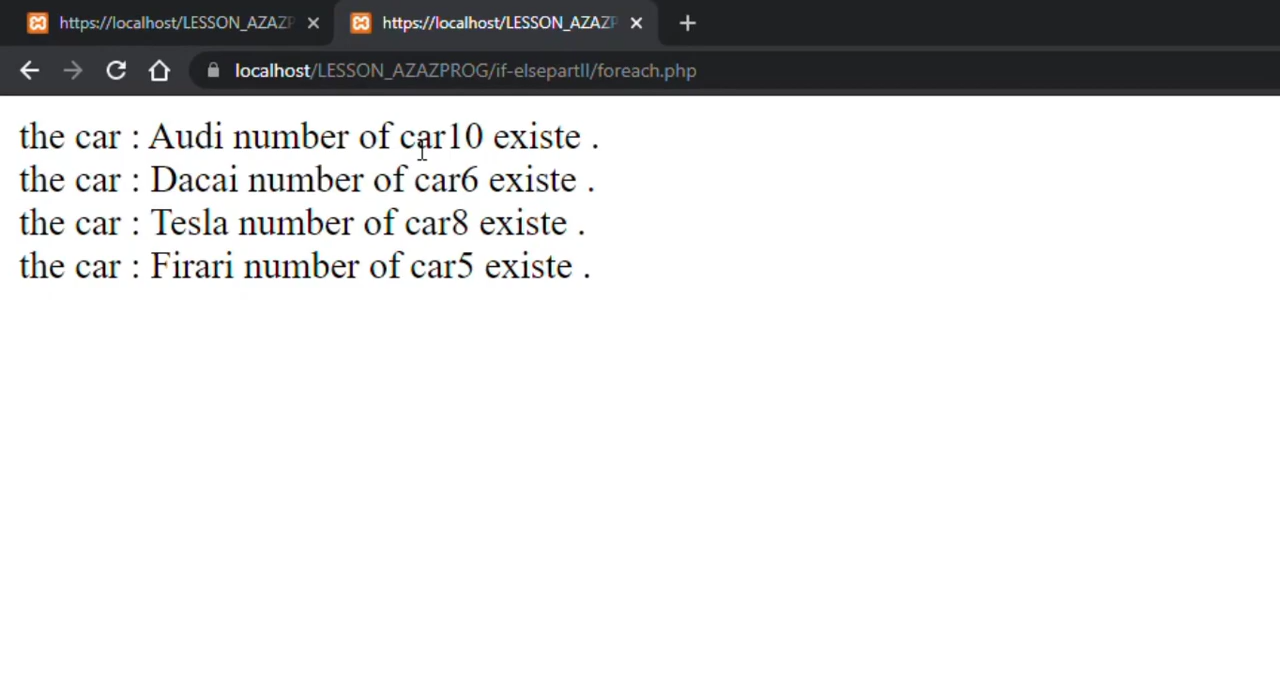 https://localhost/LESSON_AZAZP
https://localhost/LESSON_AZAZP
localhost/LESSON_AZAZPROG/if-elsepartII/foreach.php
the car : Audi number of car10 existe .
the car : Dacai number of car6 existe .
the car : Tesla number of car8 existe .
the car : Firari number of car5 existe .